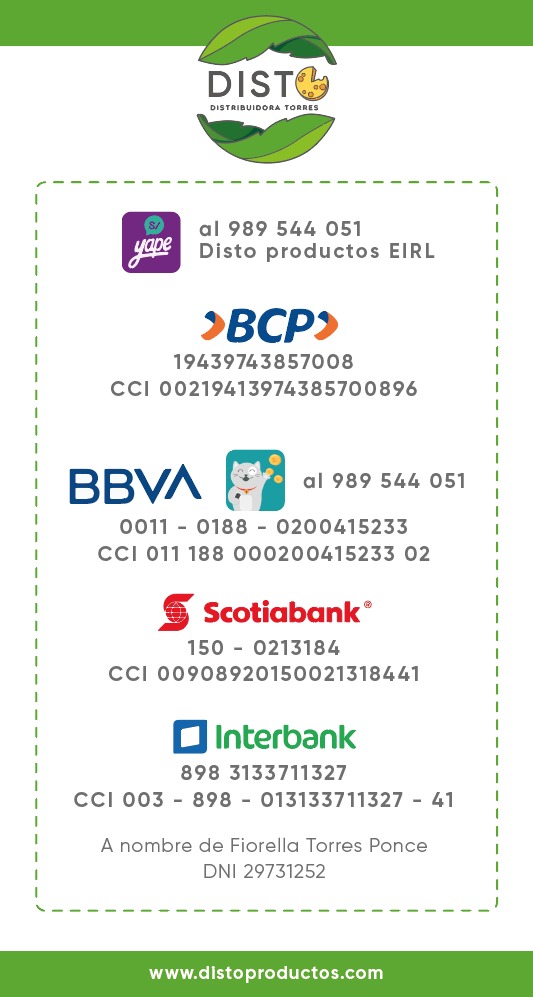 DISTO
DISTRIBUIDORA TORRES
S/
yape
al 989 544 051
Disto productos EIRL
BCP
19439743857008
CCI 00219413974385700896
BBVA
al 989 544 051
0011 - 0188 - 0200415233
CCI 011 188 000200415233 02
Scotiabank®
150 - 0213184
CCI 00908920150021318441
Interbank
898 3133711327
CCI 003 - 898 - 013133711327 - 41
A nombre de Fiorella Torres Ponce
DNI 29731252
www.distoproductos.com